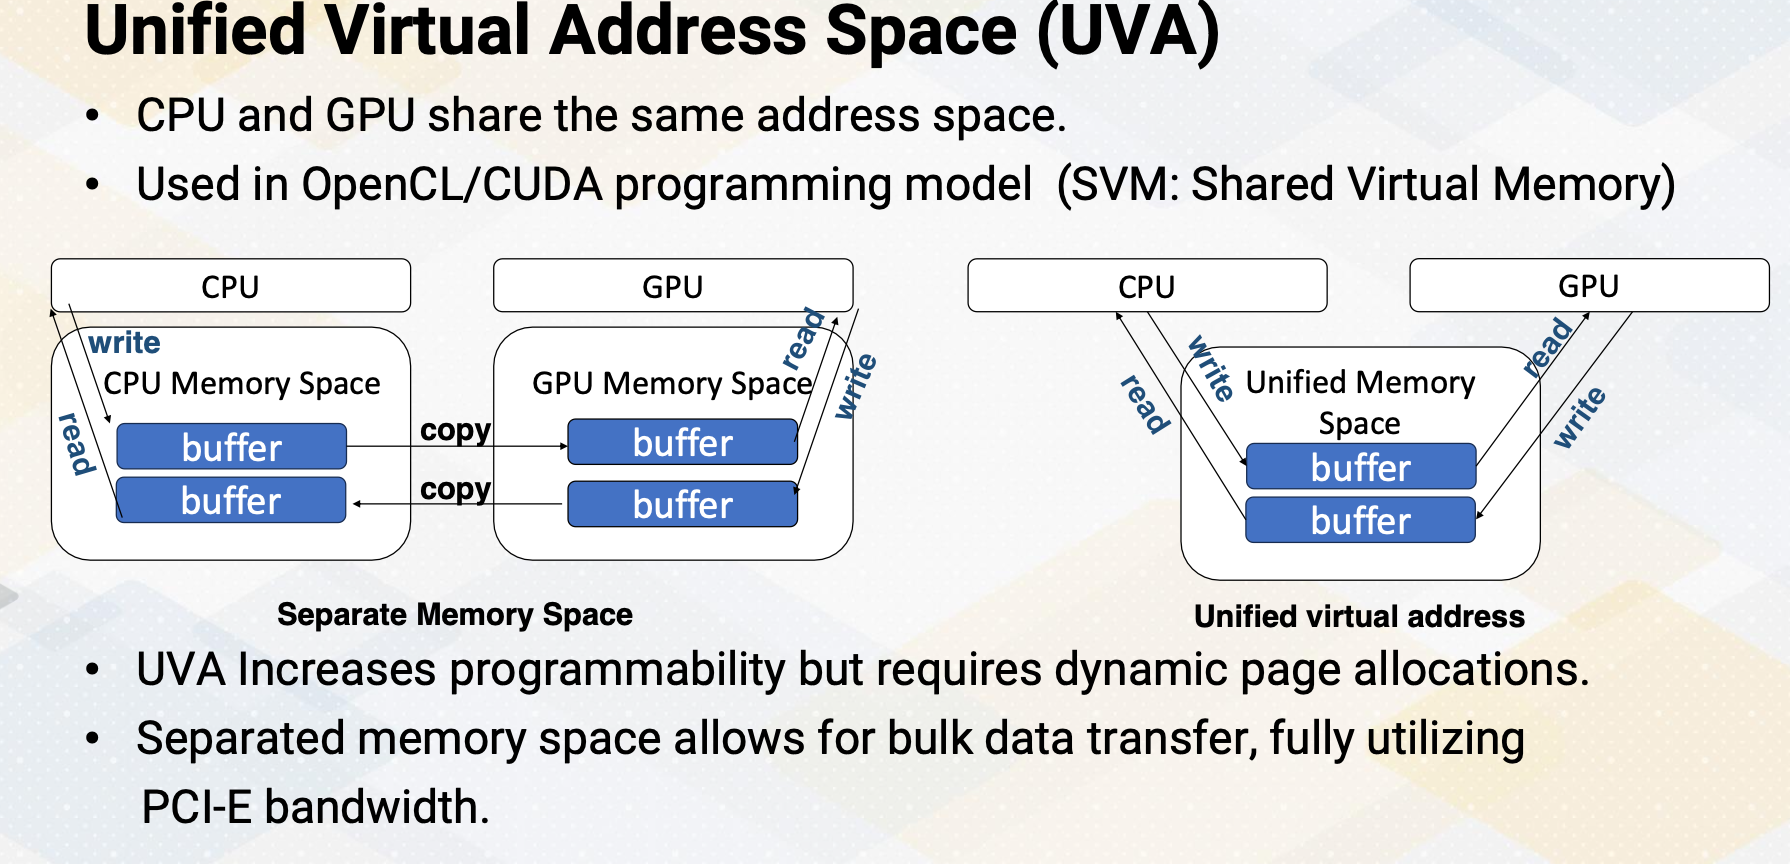 Unified Virtual Address Space (UVA)
• CPU and GPU share the same address space.
• Used in OpenCL/CUDA programming model (SVM: Shared Virtual Memory)
CPU
GPU
write
read
CPU Memory Space
buffer
buffer
copy
copy
read
write
GPU Memory Space
buffer
buffer
Separate Memory Space
CPU
GPU
write
read
read
write
Unified Memory
Space
buffer
buffer
Unified virtual address
• UVA Increases programmability but requires dynamic page allocations.
• Separated memory space allows for bulk data transfer, fully utilizing
PCI-E bandwidth.